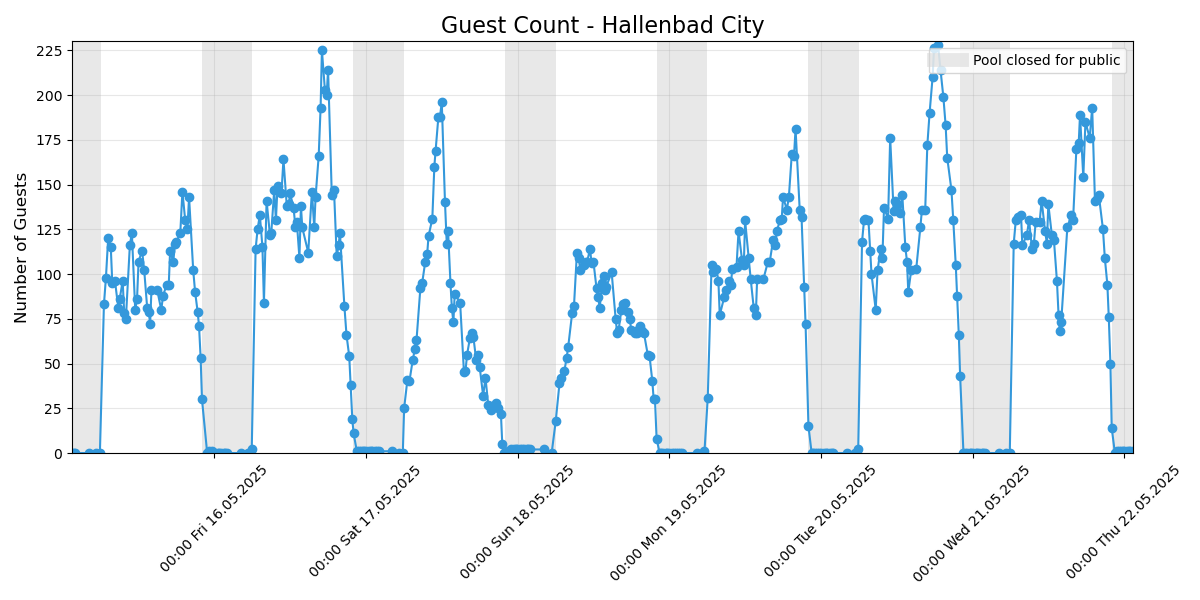 Guest Count - Hallenbad City
Pool closed for public
Number of Guests
225
200
175
150
125
100
75
50
25
0
00:00 Fri 16.05.2025
00:00 Sat 17.05.2025
00:00 Sun 18.05.2025
00:00 Mon 19.05.2025
00:00 Tue 20.05.2025
00:00 Wed 21.05.2025
00:00 Thu 22.05.2025